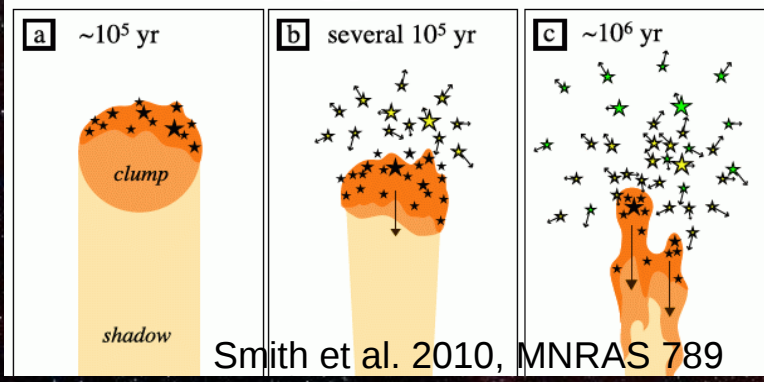 a ~10⁵ yr
clump
shadow
b several 10⁵ yr
c ~10⁶ yr
Smith et al. 2010, MNRAS 789